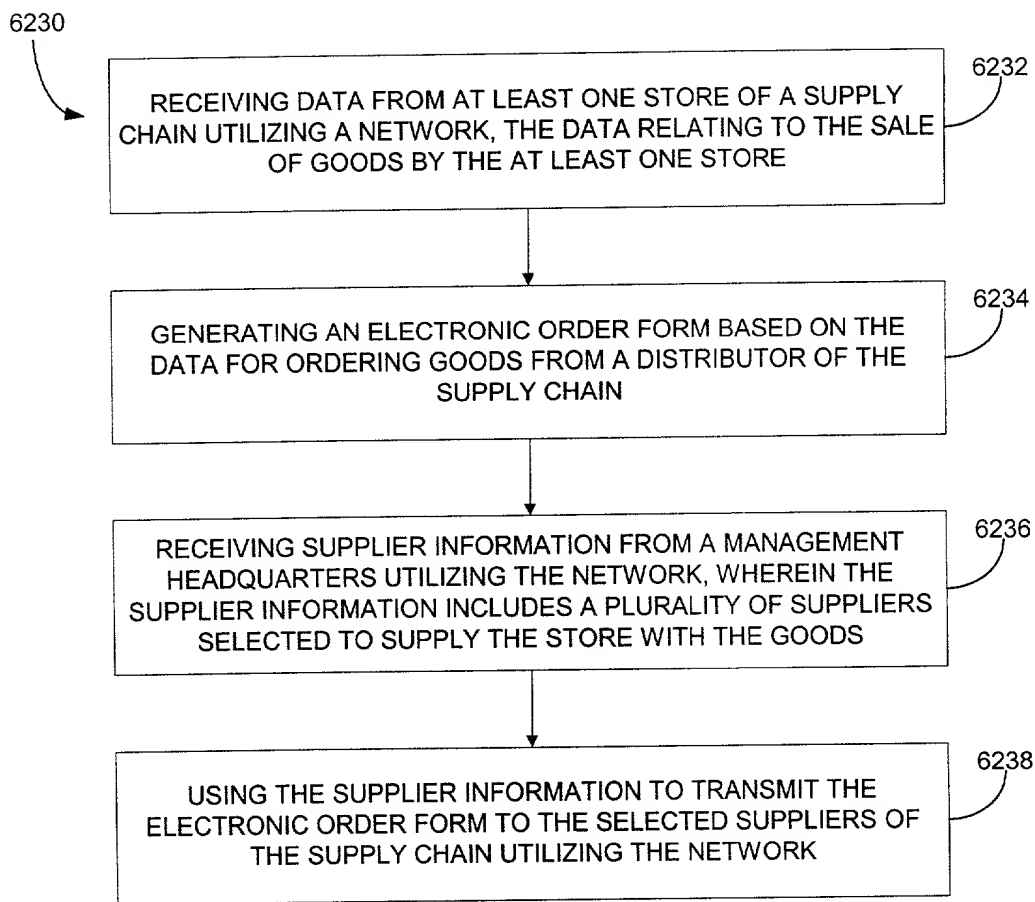 6230
6232
RECEIVING DATA FROM AT LEAST ONE STORE OF A SUPPLY
CHAIN UTILIZING A NETWORK, THE DATA RELATING TO THE SALE
OF GOODS BY THE AT LEAST ONE STORE
6234
GENERATING AN ELECTRONIC ORDER FORM BASED ON THE
DATA FOR ORDERING GOODS FROM A DISTRIBUTOR OF THE
SUPPLY CHAIN
6236
RECEIVING SUPPLIER INFORMATION FROM A MANAGEMENT
HEADQUARTERS UTILIZING THE NETWORK, WHEREIN THE
SUPPLIER INFORMATION INCLUDES A PLURALITY OF SUPPLIERS
SELECTED TO SUPPLY THE STORE WITH THE GOODS
6238
USING THE SUPPLIER INFORMATION TO TRANSMIT THE
ELECTRONIC ORDER FORM TO THE SELECTED SUPPLIERS OF
THE SUPPLY CHAIN UTILIZING THE NETWORK